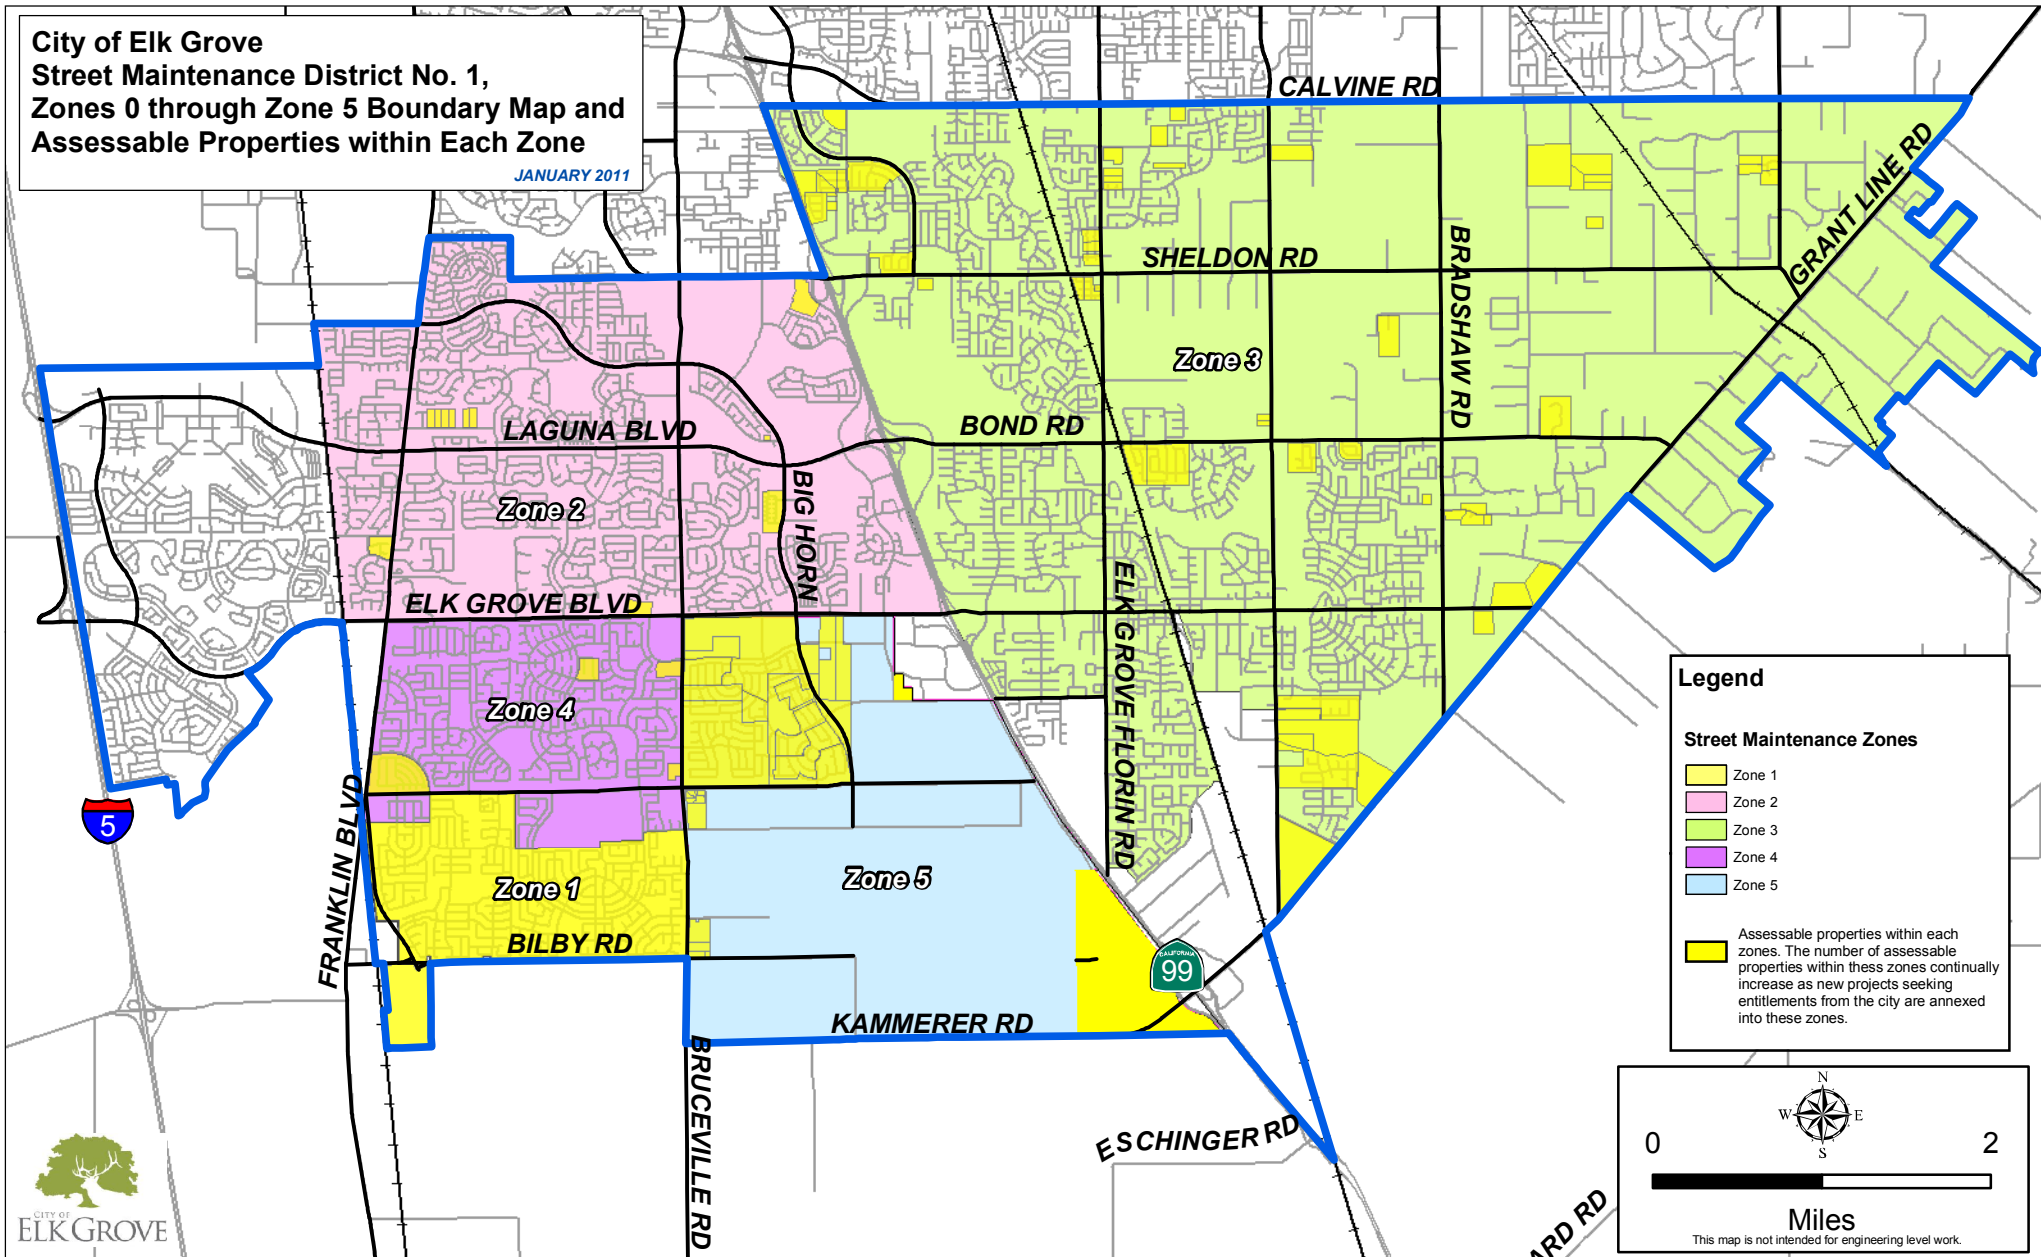 City of Elk Grove
Street Maintenance District No. 1,
Zones 0 through Zone 5 Boundary Map and
Assessable Properties within Each Zone
JANUARY 2011
CALVINE RD
GRANT LINE RD
SHELDON RD
BRADSHAW RD
Zone 3
LAGUNA BLVD
BOND RD
Zone 2
BIG HORN
ELK GROVE BLVD
ELK GROVE FLORIN RD
Zone 4
5
FRANKLIN BLVD
Zone 1
Zone 5
BILBY RD
CALIFORNIA
99
KAMMERER RD
BRUCEVILLE RD
ESCHINGER RD
ARD RD
Legend
Street Maintenance Zones
Zone 1
Zone 2
Zone 3
Zone 4
Zone 5
Assessable properties within each
zones. The number of assessable
properties within thess zones continually
increase as new projects seeking
entitlements from the city are annexed
into these zones.
N
W E
S
0 2
Miles
This map is not intended for engineering level work.
CITY OF
ELK GROVE